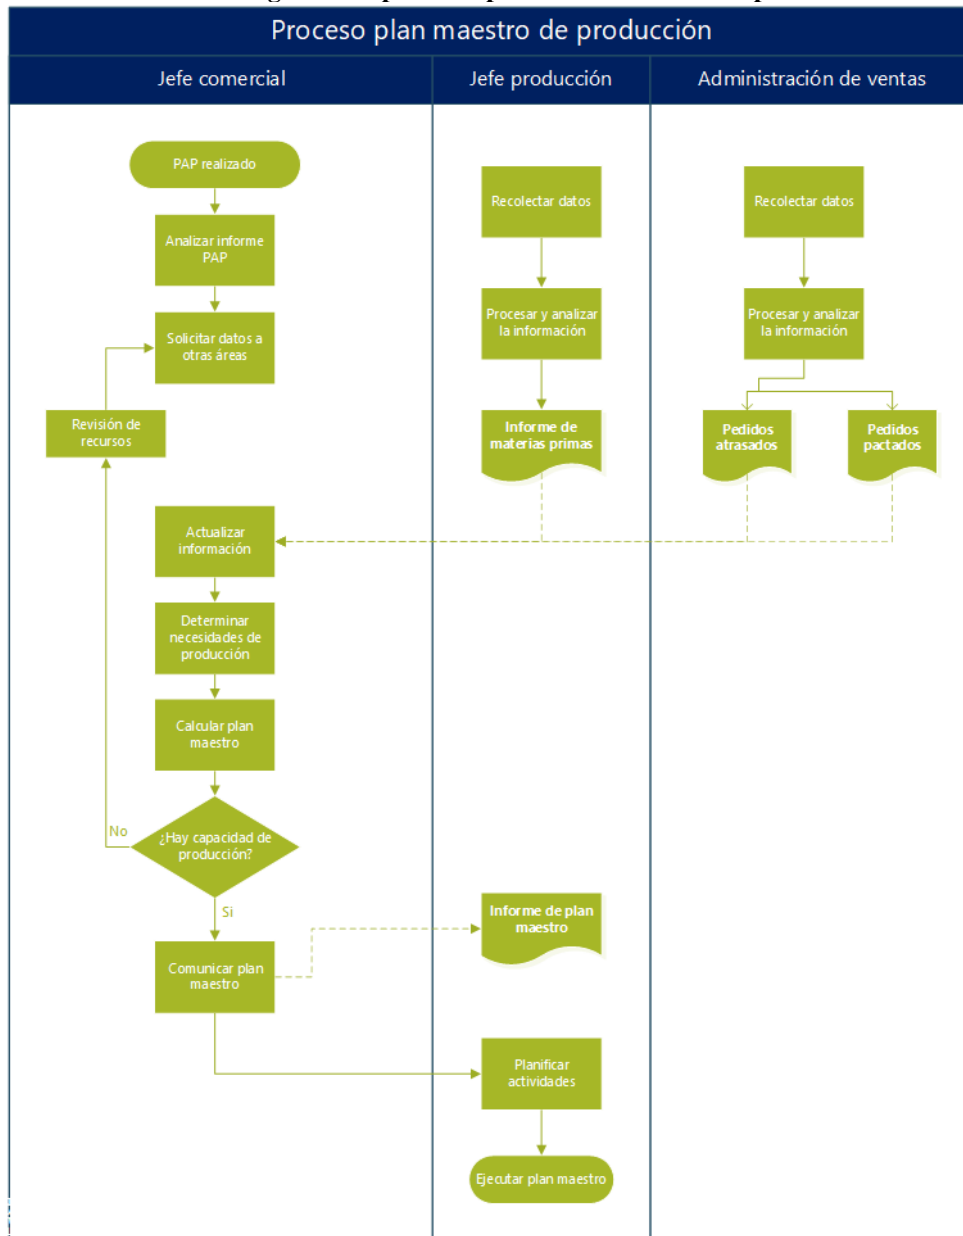 Proceso plan maestro de producción
Jefe comercial
Jefe producción
Administración de ventas
PAP realizado
Recolectar datos
Recolectar datos
Analizar informe
PAP
Procesar y analizar
la información
Procesar y analizar
la información
Solicitar datos a
otras áreas
Revisión de
recursos
Informe de
materias primas
Pedidos
atrasados
Pedidos
pactados
Actualizar
información
Determinar
necesidades de
producción
Calcular plan
maestro
¿Hay capacidad de
producción?
No
Si
Informe de plan
maestro
Comunicar plan
maestro
Planificar
actividades
Ejecutar plan maestro